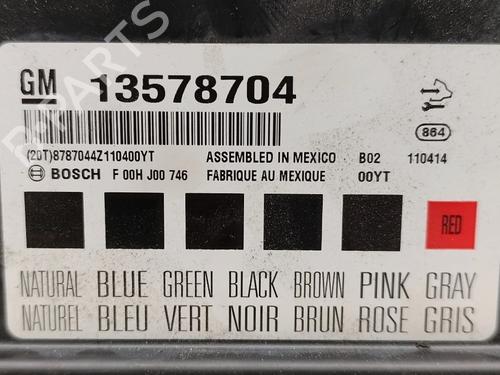 GM 13578704
864
(20T)8787044Z110400YT ASSEMBLED IN MEXICO B02 110414
BOSCH F 00H J00 746 FABRIQUE AU MEXIQUE 00YT
RED
NATURAL BLUE GREEN BLACK BROWN PINK GRAY
NATUREL BLEU VERT NOIR BRUN ROSE GRIS